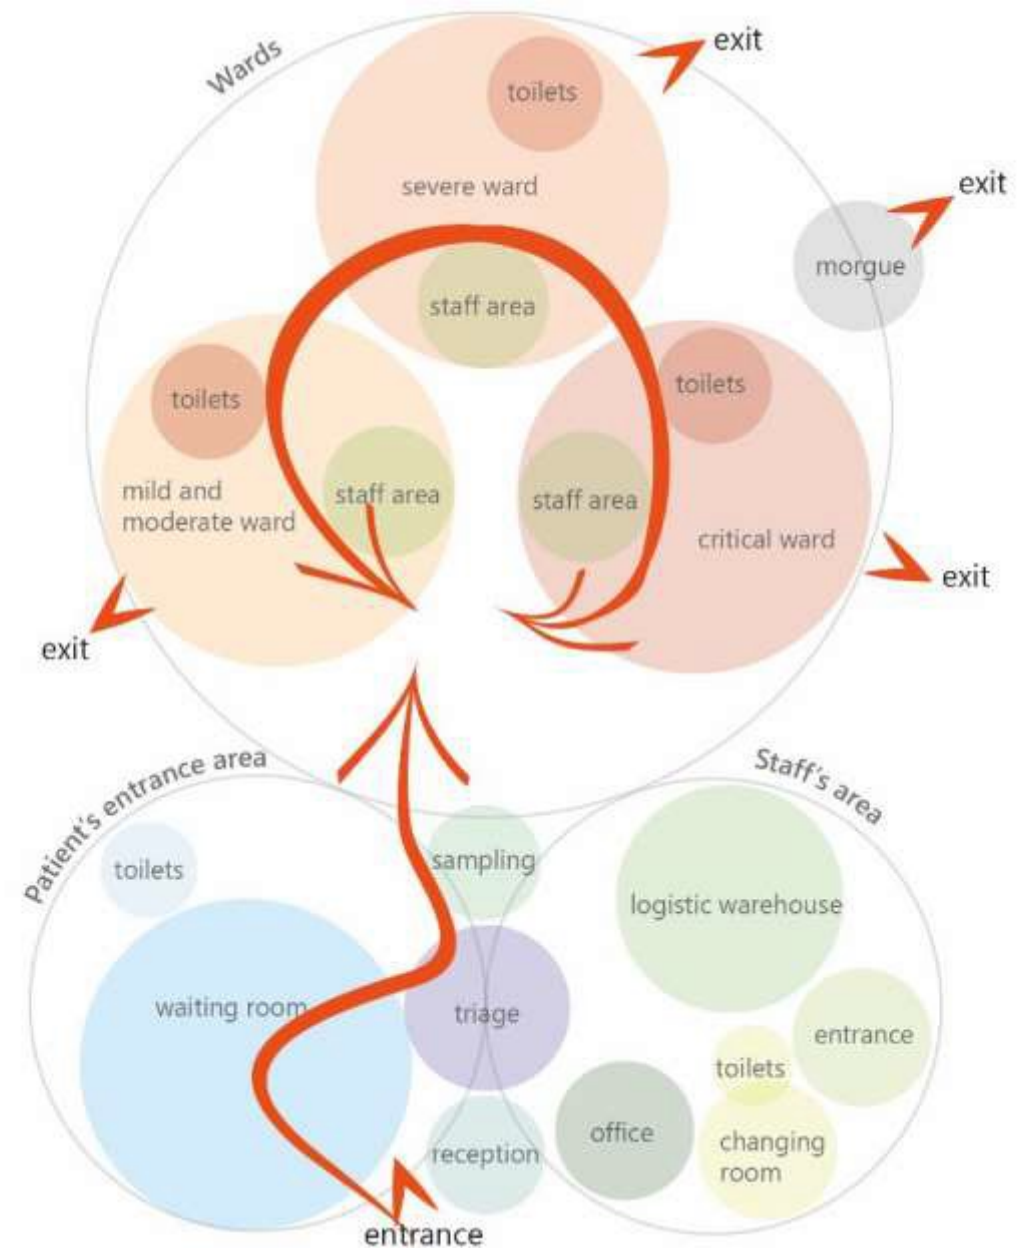 Wards
exit
toilets
severe ward
exit
morgue
staff area
toilets
toilets
mild and
moderate ward
staff area
staff area
critical ward
exit
exit
Patient's entrance area
Staff's area
toilets
sampling
logistic warehouse
waiting room
triage
entrance
toilets
office
changing
room
reception
entrance